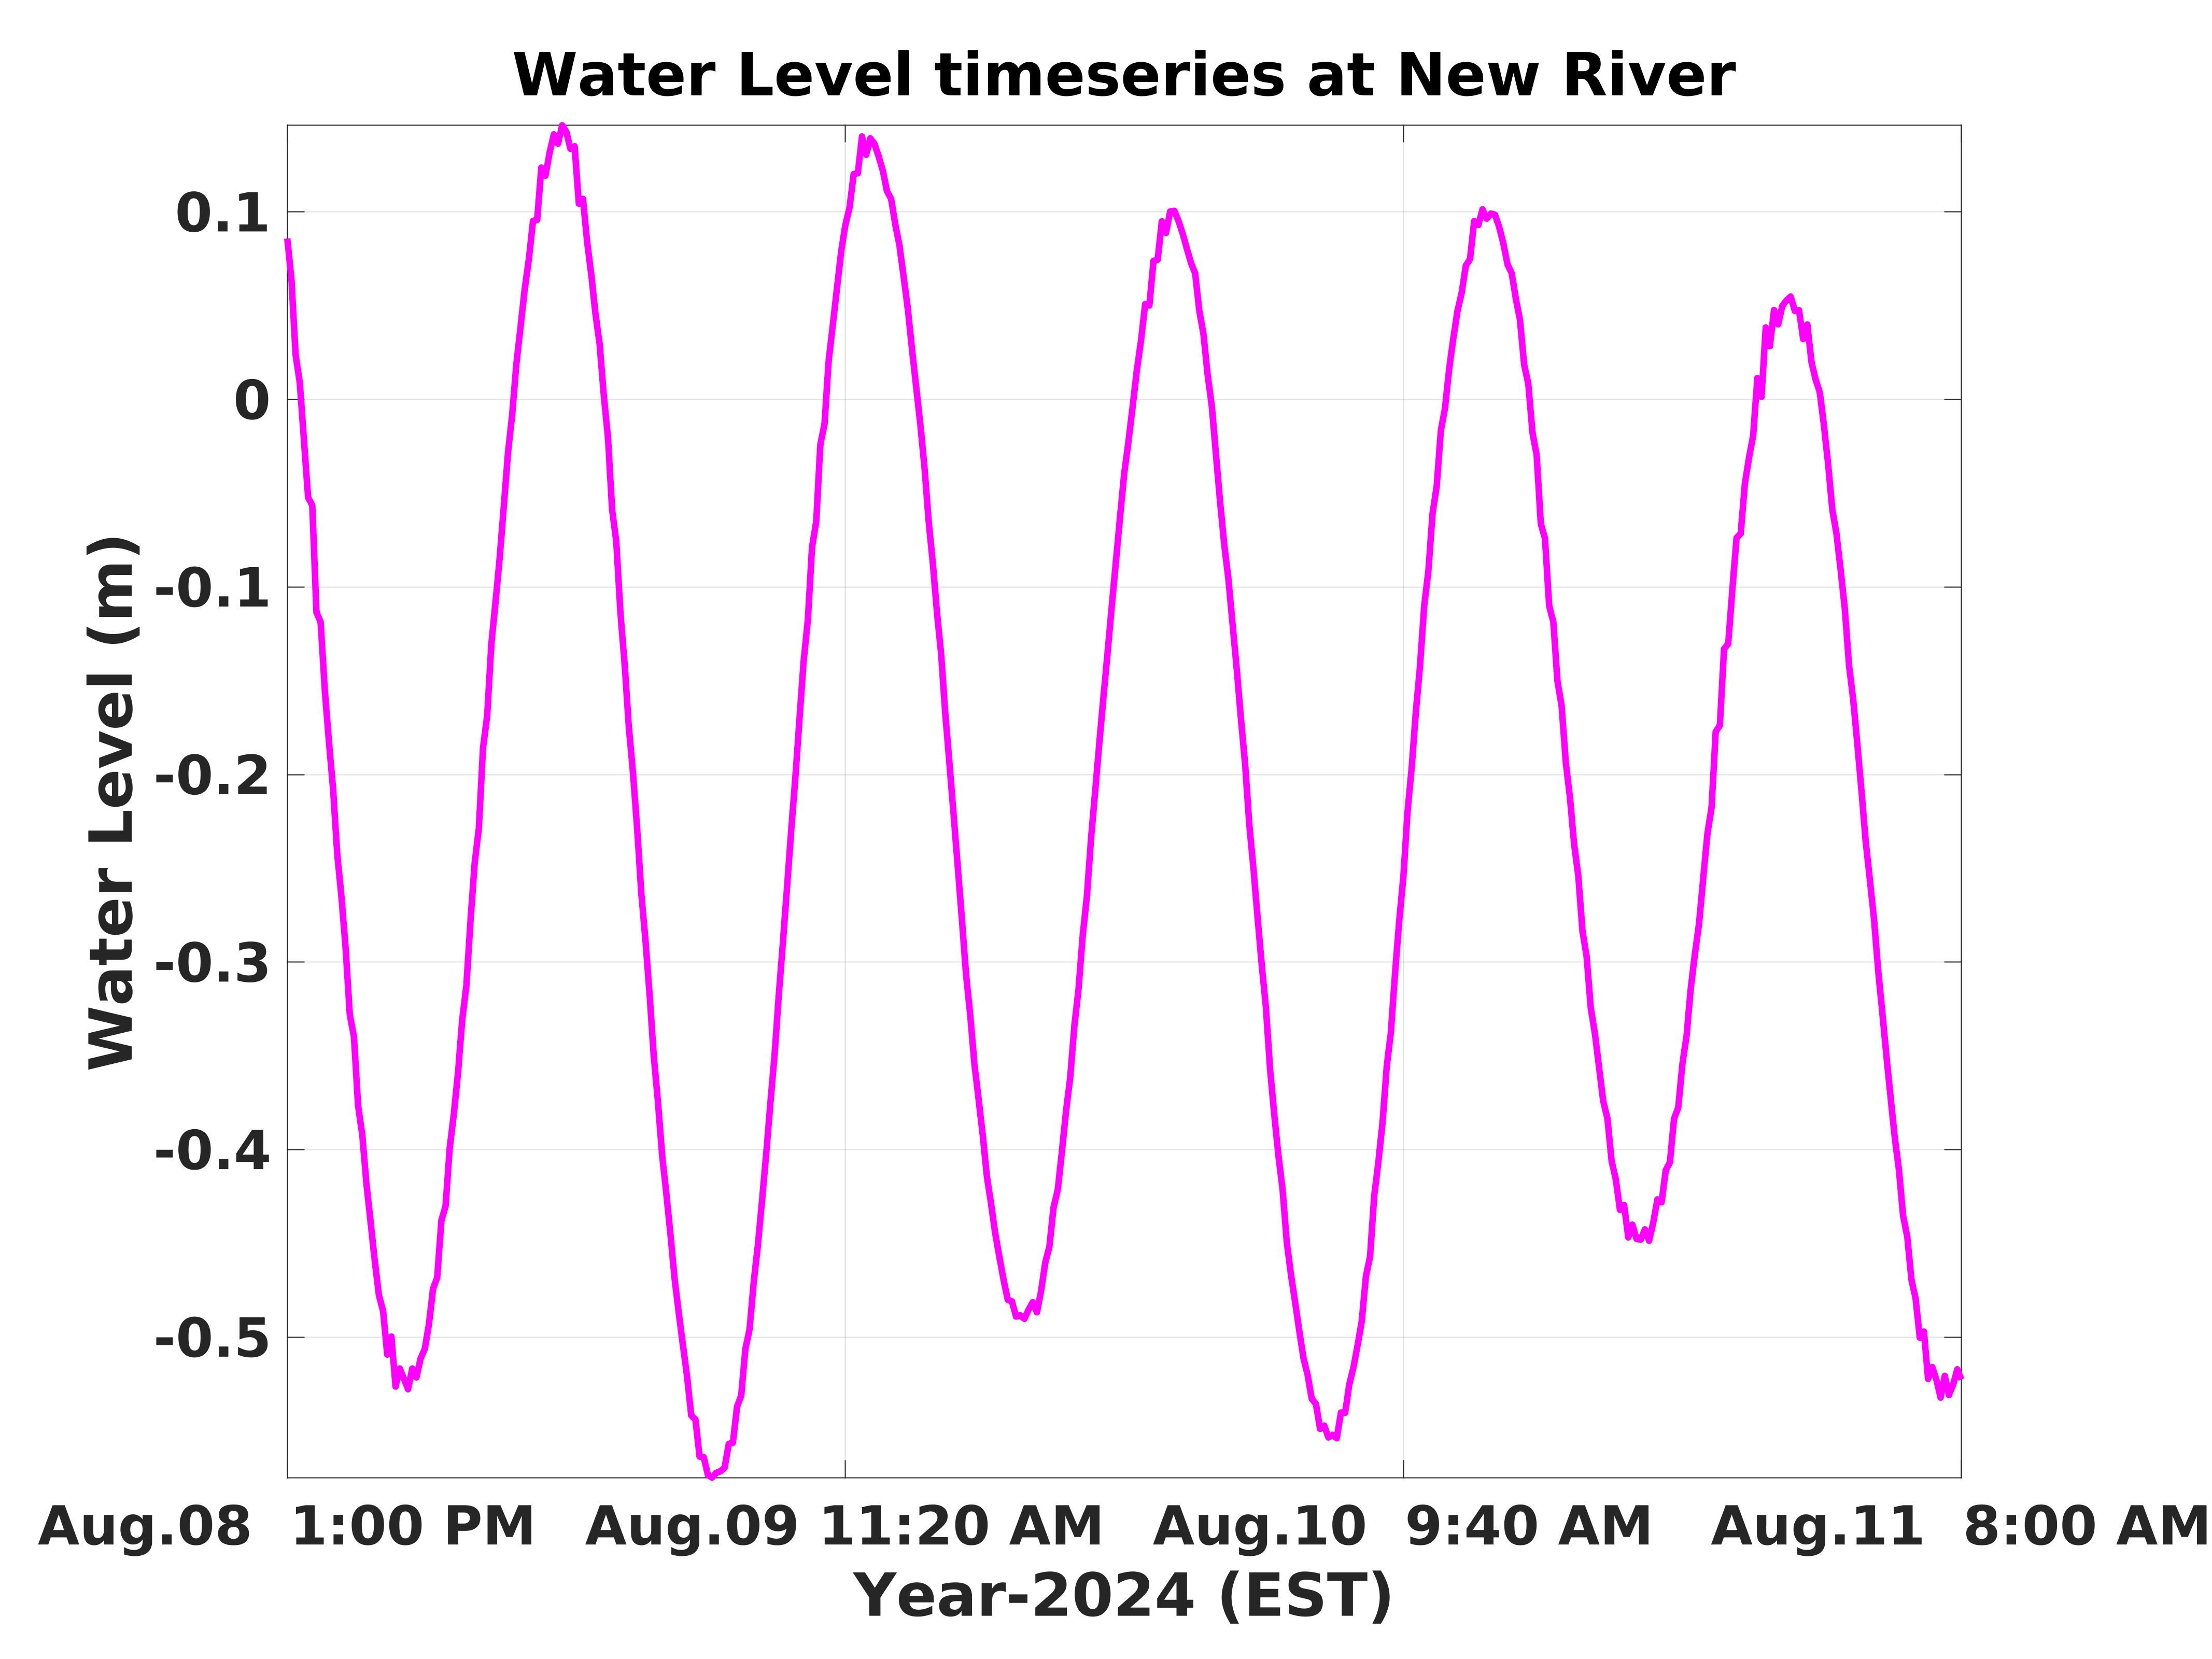 Water Level timeseries at New River
0.1
0
-0.1
-0.2
-0.3
-0.4
-0.5
Water Level (m)
Aug.08 1:00 PM Aug.09 11:20 AM Aug.10 9:40 AM Aug.11 8:00 AM
Year-2024 (EST)